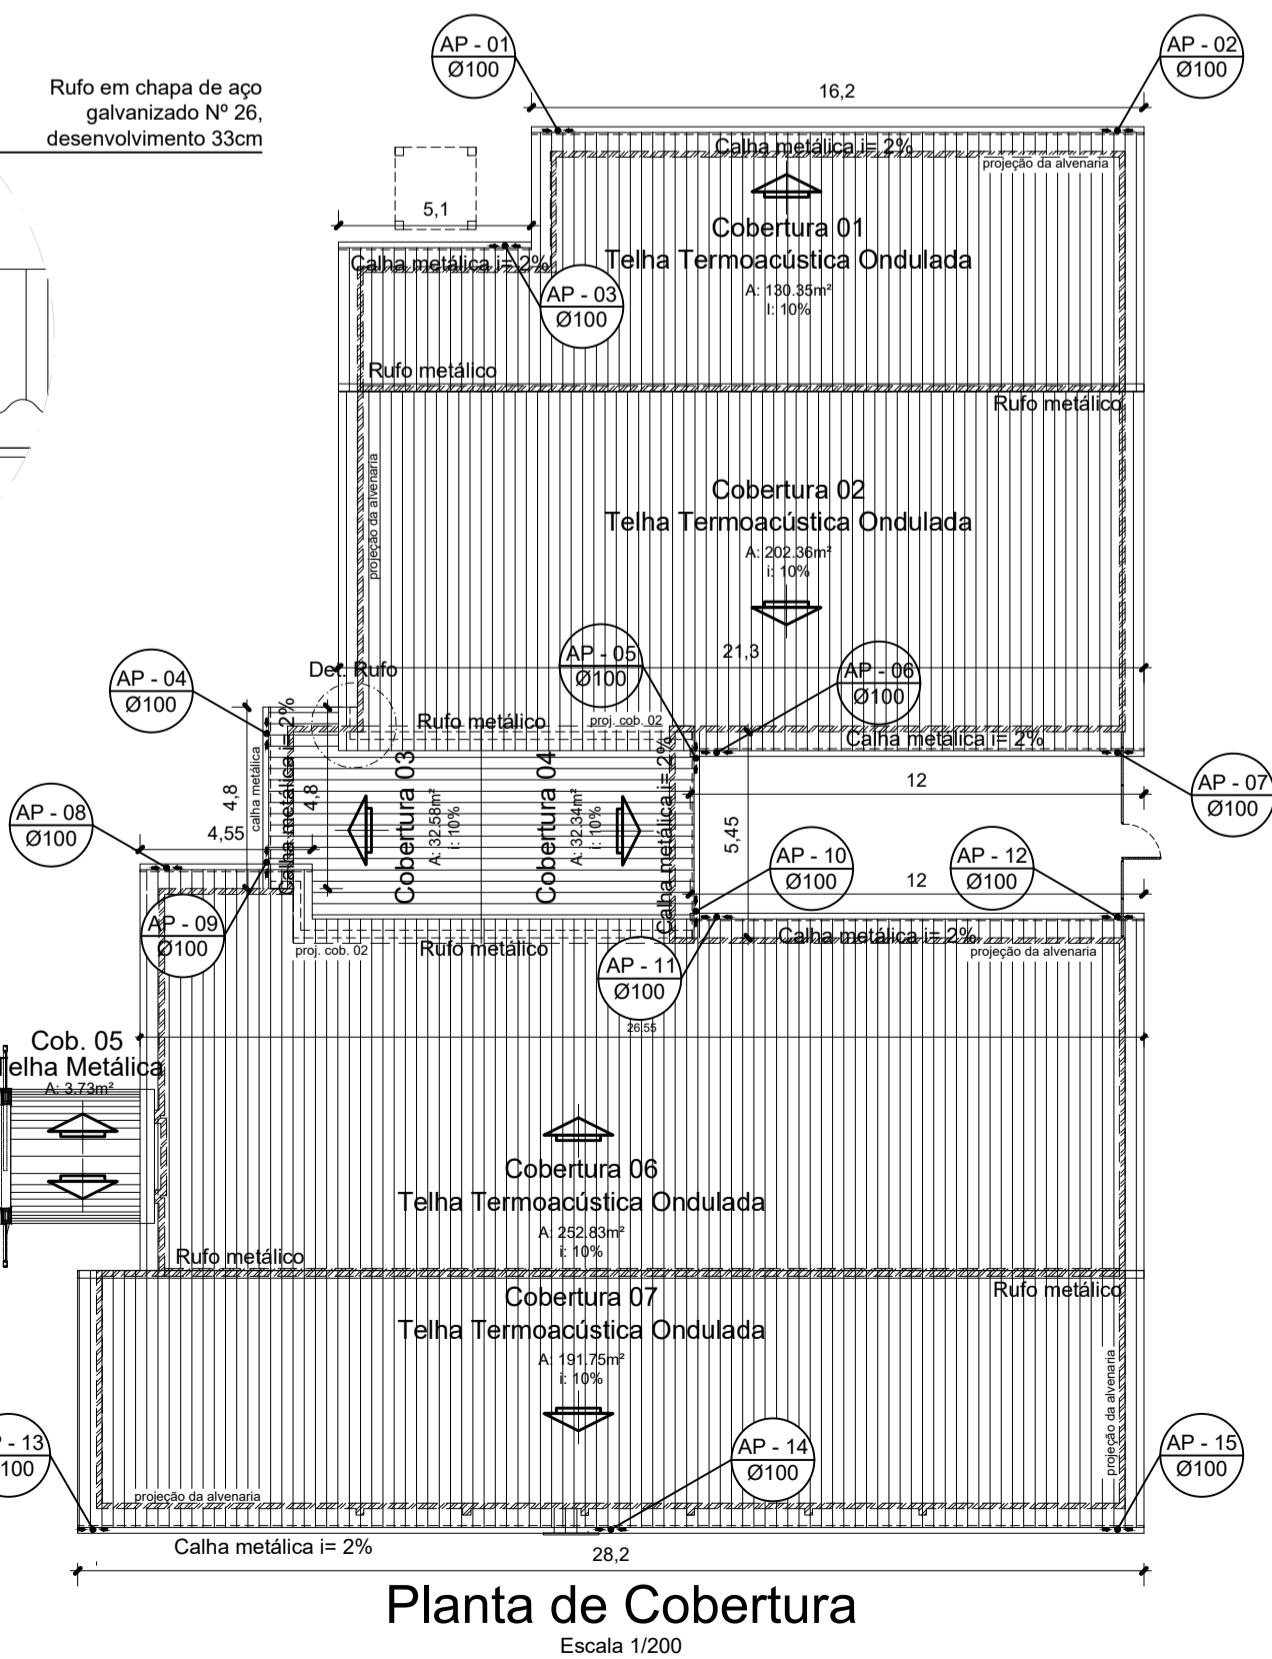 AP - 01
Ø100
AP - 02
Ø100
Rufo em chapa de aço
galvanizado Nº 26,
desenvolvimento 33cm
16,2
Calha metálica i= 2%
projeção da alvenaria
5,1
Cobertura 01
Telha Termoacústica Ondulada
A: 130.35m²
I: 10%
Calha metálica i= 2%
AP - 03
Ø100
Rufo metálico
Rufo metálico
projeção da alvenaria
Cobertura 02
Telha Termoacústica Ondulada
A: 202.36m²
i: 10%
21,3
AP - 05
Ø100
AP - 06
Ø100
AP - 04
Ø100
Det. Rufo
Rufo metálico
proj. cob. 02
Calha metálica i= 2%
AP - 07
Ø100
12
4,8
calha metálica
Calha metálica i= 2%
4,8
Cobertura 03
A: 32.58m²
i: 10%
Cobertura 04
A: 32.34m²
i: 10%
Calha metálica i= 2%
5,45
AP - 08
Ø100
4,55
AP - 10
Ø100
AP - 12
Ø100
12
AP - 09
Ø100
proj. cob. 02
Rufo metálico
Calha metálica i= 2%
projeção da alvenaria
AP - 11
Ø100
26,55
Cob. 05
Telha Metálica
A: 3.73m²
Cobertura 06
Telha Termoacústica Ondulada
A: 252.83m²
i: 10%
Rufo metálico
Rufo metálico
Cobertura 07
Telha Termoacústica Ondulada
A: 191.75m²
i: 10%
projeção da alvenaria
- 13
100
AP - 14
Ø100
AP - 15
Ø100
projeção da alvenaria
Calha metálica i= 2%
28,2
Planta de Cobertura
Escala 1/200